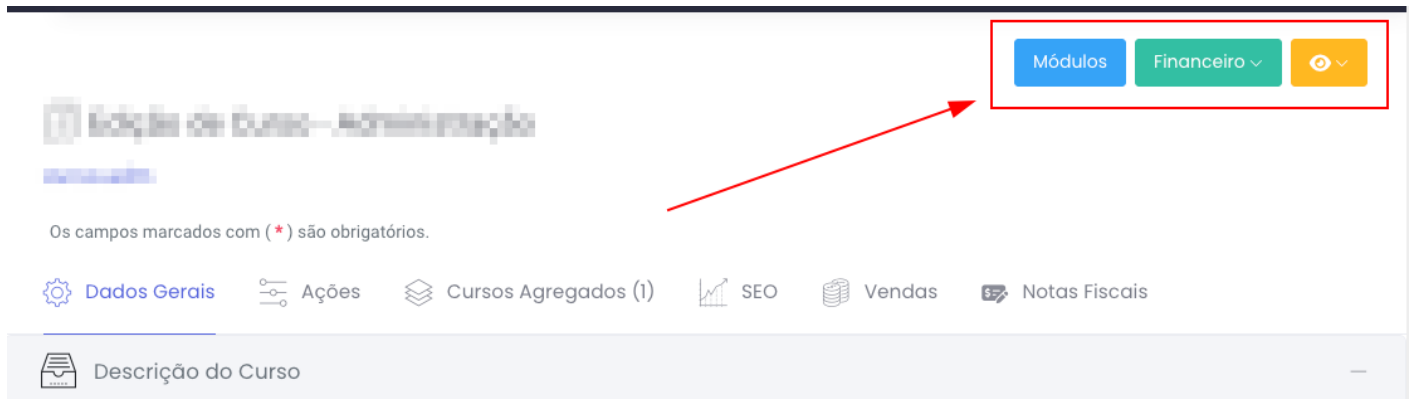 Módulos Financeiro
Os campos marcados com ( * ) são obrigatórios.
Dados Gerais Ações Cursos Agregados (1) SEO Vendas Notas Fiscais
Descrição do Curso